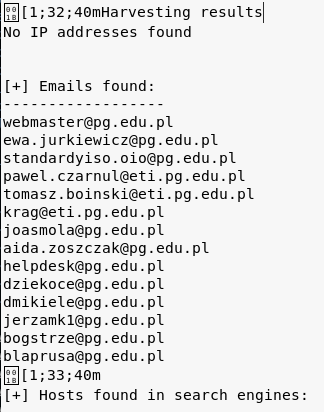 [1;32;40mHarvesting results
No IP addresses found
[+] Emails found:
------------------
webmaster@pg.edu.pl
ewa.jurkiewicz@pg.edu.pl
standardyiso.oio@pg.edu.pl
pawel.czarnul@eti.pg.edu.pl
tomasz.boinski@eti.pg.edu.pl
krag@eti.pg.edu.pl
joasmola@pg.edu.pl
aida.zoszczak@pg.edu.pl
helpdesk@pg.edu.pl
dziekoce@pg.edu.pl
dmikiele@pg.edu.pl
jerzamk1@pg.edu.pl
bogstrze@pg.edu.pl
blaprusa@pg.edu.pl
[1;33;40m
[+] Hosts found in search engines: